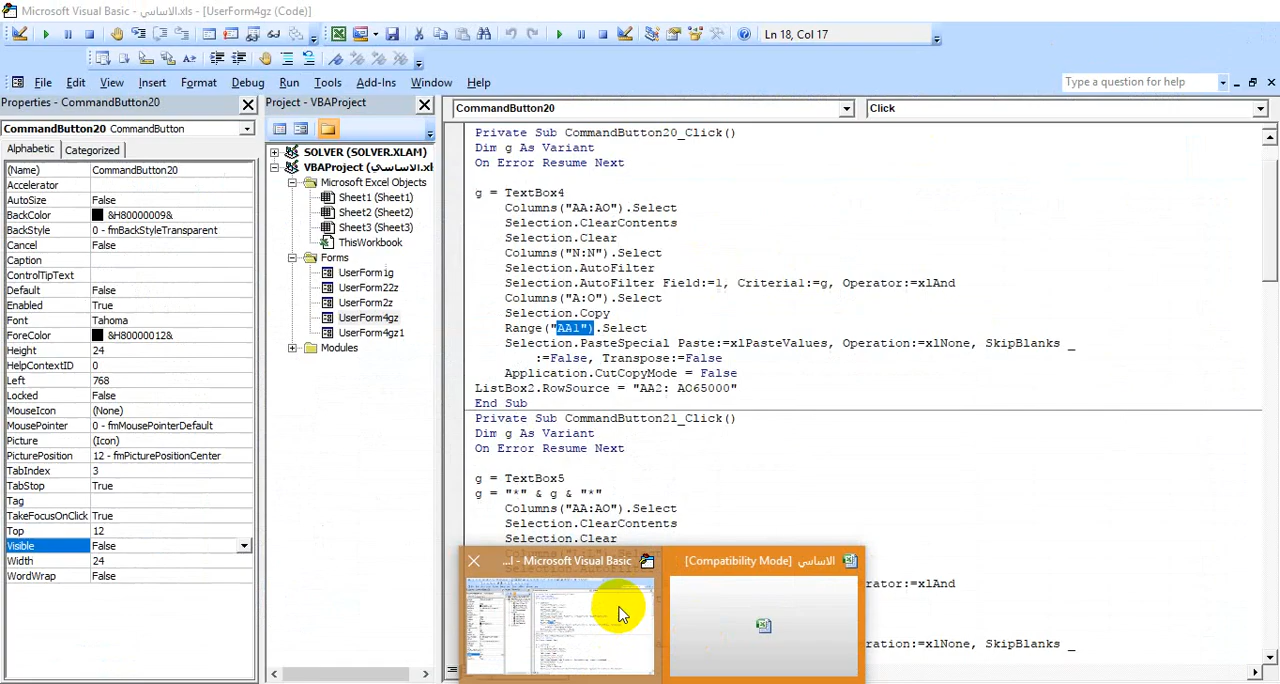 Microsoft Visual Basic - الاساسي.xls - [UserForm4gz (Code)]
Ln 18, Col 17
File Edit View Insert Format Debug Run Tools Add-Ins Window Help
Type a question for help
Properties - CommandButton20
CommandButton20 CommandButton
Alphabetic Categorized
(Name) CommandButton20
Accelerator
AutoSize False
BackColor &H80000009&
BackStyle 0 - fmBackStyleTransparent
Cancel False
Caption
ControlTipText
Default False
Enabled True
Font Tahoma
ForeColor &H80000012&
Height 24
HelpContextID 0
Left 768
Locked False
MouseIcon (None)
MousePointer 0 - fmMousePointerDefault
Picture (Icon)
PicturePosition 12 - fmPicturePositionCenter
TabIndex 3
TabStop True
Tag
TakeFocusOnClick True
Top 12
Visible False
Width 24
WordWrap False
Project - VBAProject
SOLVER (SOLVER.XLAM)
VBAProject (الاساسي.xl
Microsoft Excel Objects
Sheet1 (Sheet1)
Sheet2 (Sheet2)
Sheet3 (Sheet3)
ThisWorkbook
Forms
UserForm1g
UserForm22z
UserForm2z
UserForm4gz
UserForm4gz1
Modules
CommandButton20 Click
Private Sub CommandButton20_Click()
Dim g As Variant
On Error Resume Next
g = TextBox4
Columns("AA:AO").Select
Selection.ClearContents
Selection.Clear
Columns("N:N").Select
Selection.AutoFilter
Selection.AutoFilter Field:=1, Criteria1:=g, Operator:=xlAnd
Columns("A:O").Select
Selection.Copy
Range("AA1").Select
Selection.PasteSpecial Paste:=xlPasteValues, Operation:=xlNone, SkipBlanks _
:=False, Transpose:=False
Application.CutCopyMode = False
ListBox2.RowSource = "AA2: AO65000"
End Sub
Private Sub CommandButton21_Click()
Dim g As Variant
On Error Resume Next
g = TextBox5
g = "*" & g & "*"
Columns("AA:AO").Select
Selection.ClearContents
Selection.Clear
...l - Microsoft Visual Basic
الاساسي [Compatibility Mode]
erator:=xlAnd
ion:=xlNone, SkipBlanks _